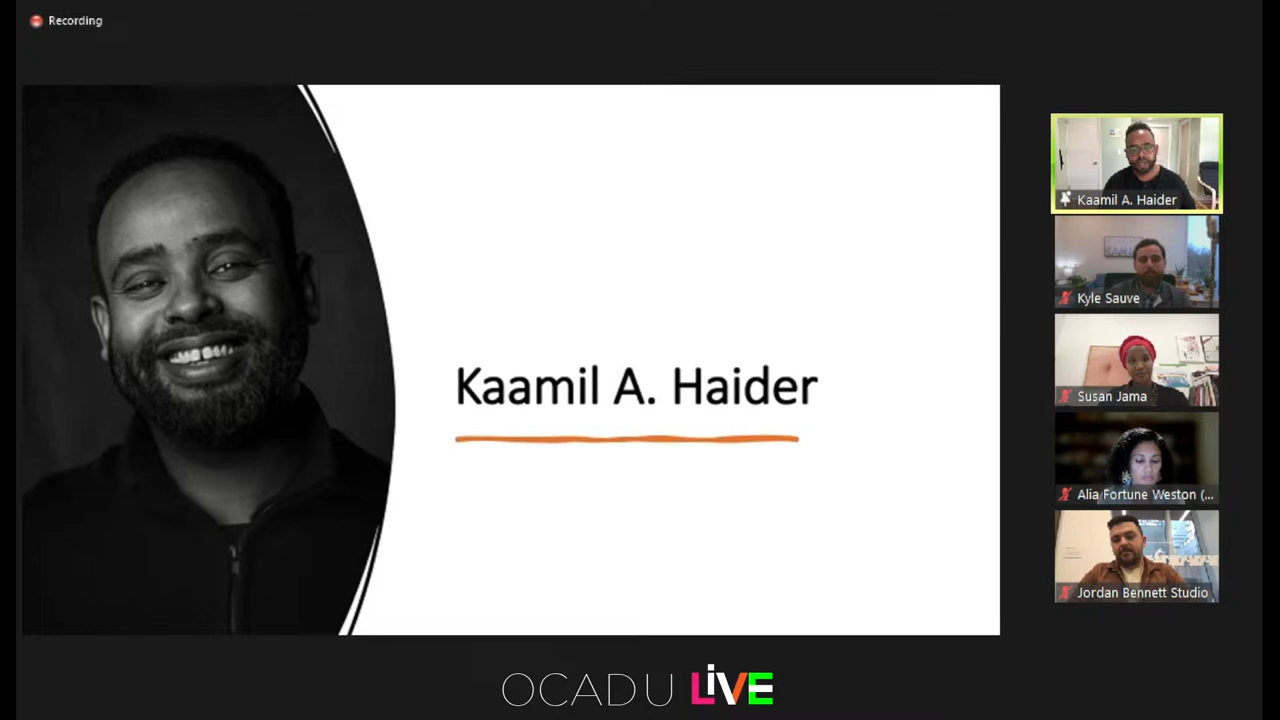 Recording
Kaamil A. Haider
Kaamil A. Haider
Kyle Sauve
Susan Jama
Alia Fortune Weston (...
Jordan Bennett Studio
OCADU LiVE